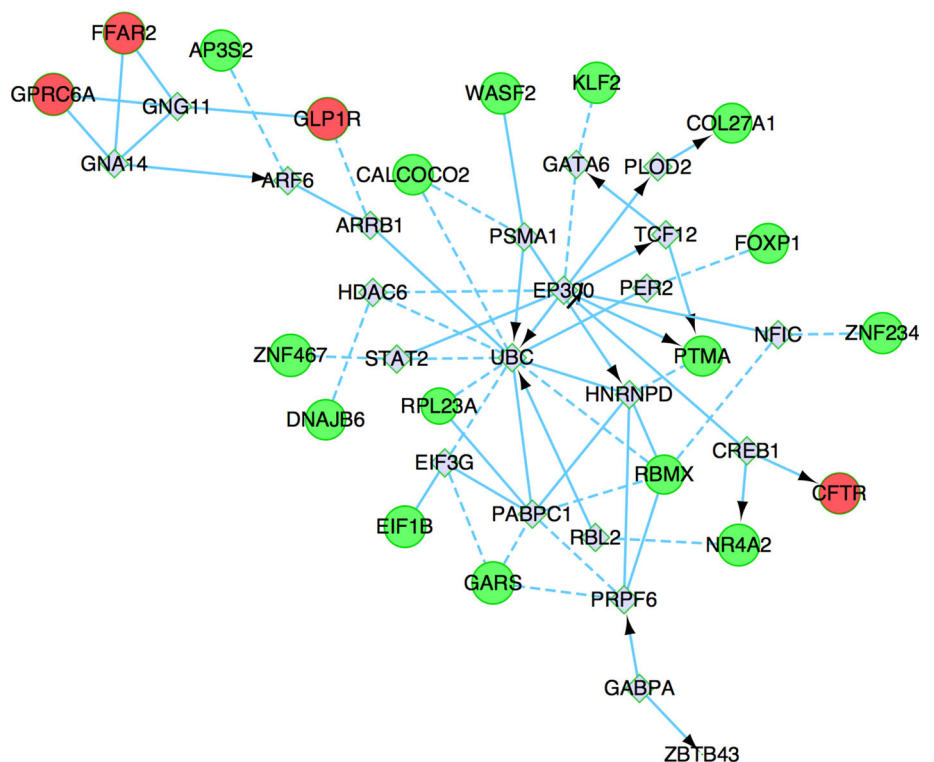 FFAR2
AP3S2
KLF2
WASF2
GPRC6A
GNG11
GLP1R
COL27A1
GNA14
ARF6
CALCOCO2
GATA6
PLOD2
ARRB1
PSMA1
TCF12
FOXP1
HDAC6
EP300
PER2
ZNF467
STAT2
UBC
PTMA
NFIC
ZNF234
DNAJB6
RPL23A
HNRNPD
EIF3G
RBMX
CREB1
CFTR
EIF1B
PABPC1
RBL2
NR4A2
GARS
PRPF6
GABPA
ZBTB43